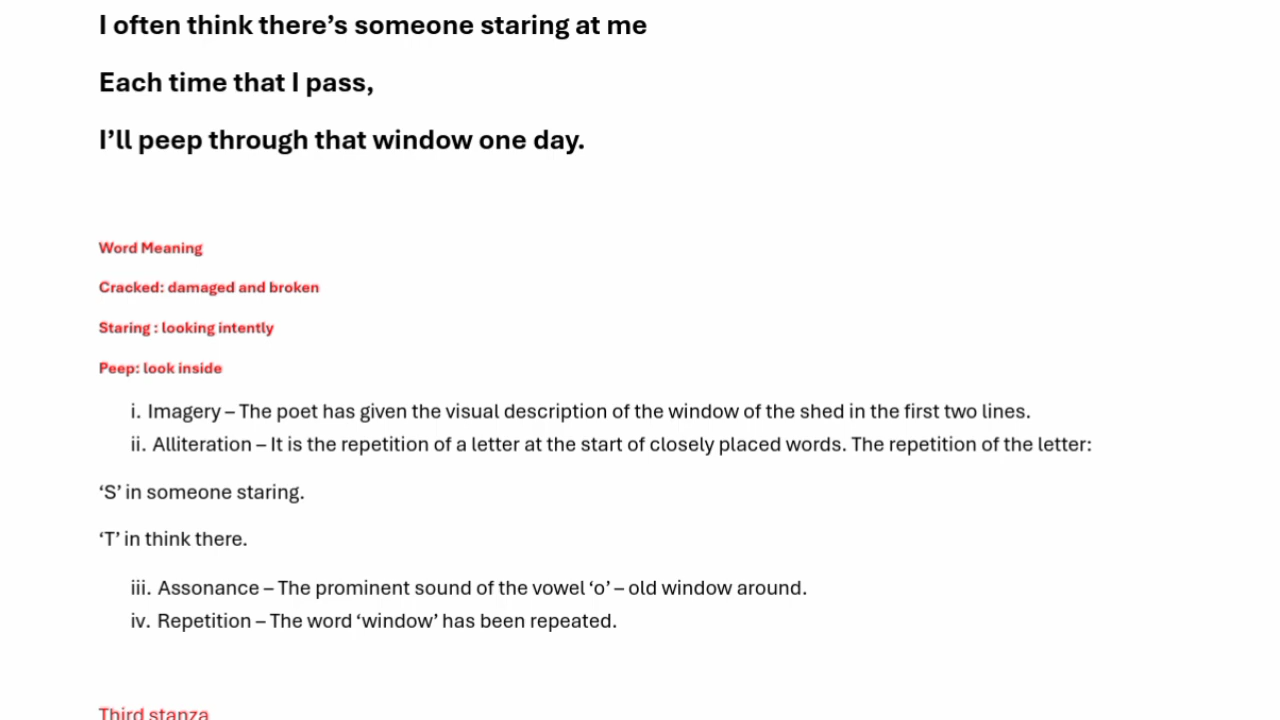 I often think there’s someone staring at me
Each time that I pass,
I’ll peep through that window one day.
Word Meaning
Cracked: damaged and broken
Staring : looking intently
Peep: look inside
i. Imagery – The poet has given the visual description of the window of the shed in the first two lines.
ii. Alliteration – It is the repetition of a letter at the start of closely placed words. The repetition of the letter:
‘S’ in someone staring.
‘T’ in think there.
iii. Assonance – The prominent sound of the vowel ‘o’ – old window around.
iv. Repetition – The word ‘window’ has been repeated.
Third stanza